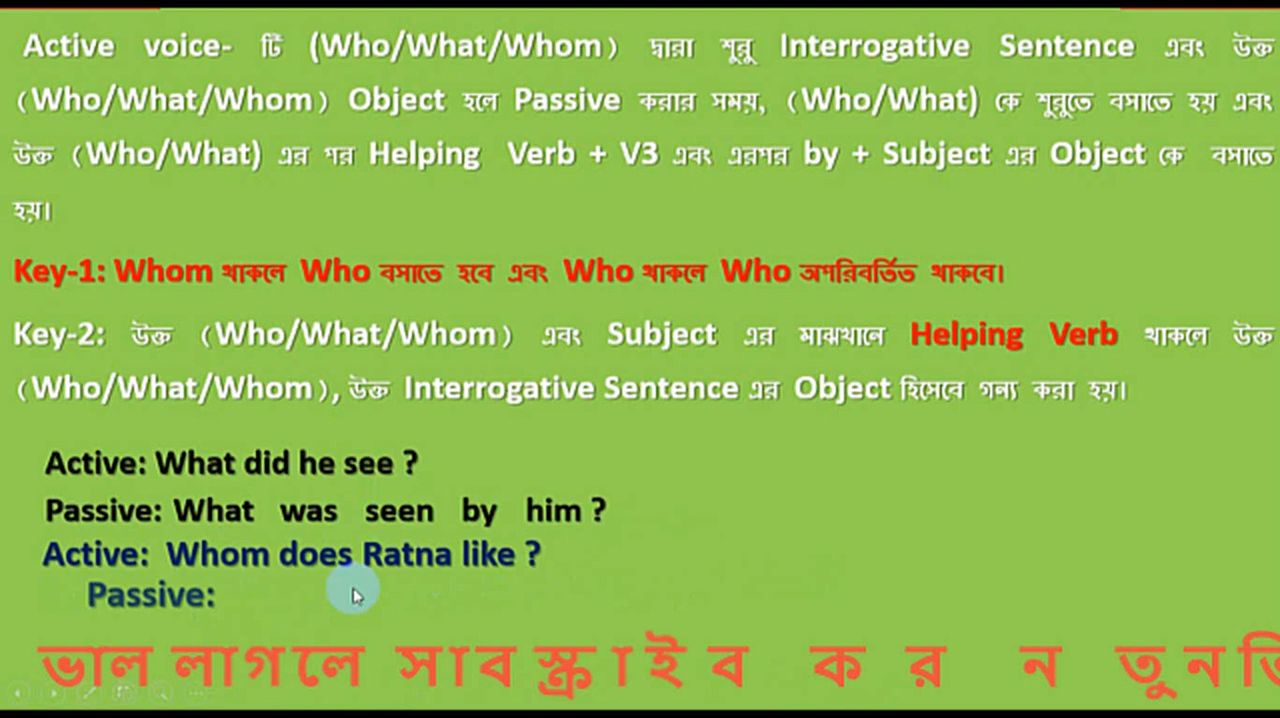 Active voice- টি (Who/What/Whom) দ্বারা শুরু Interrogative Sentence এবং উক্ত
(Who/What/Whom) Object হলে Passive করার সময়, (Who/What) কে শুরুতে বসাতে হয় এবং
উক্ত (Who/What) এর পর Helping Verb + V3 এবং এরপর by + Subject এর Object কে বসাতে
হয়।
Key-1: Whom থাকলে Who বসাতে হবে এবং Who থাকলে Who অপরিবর্তিত থাকবে।
Key-2: উক্ত (Who/What/Whom) এবং Subject এর মাঝখানে Helping Verb থাকলে উক্ত
(Who/What/Whom), উক্ত Interrogative Sentence এর Object হিসেবে গন্য করা হয়।
Active: What did he see ?
Passive: What was seen by him ?
Active: Whom does Ratna like ?
Passive:
ভাল লাগলে সাবস্ক্রাইব কর ন তুন